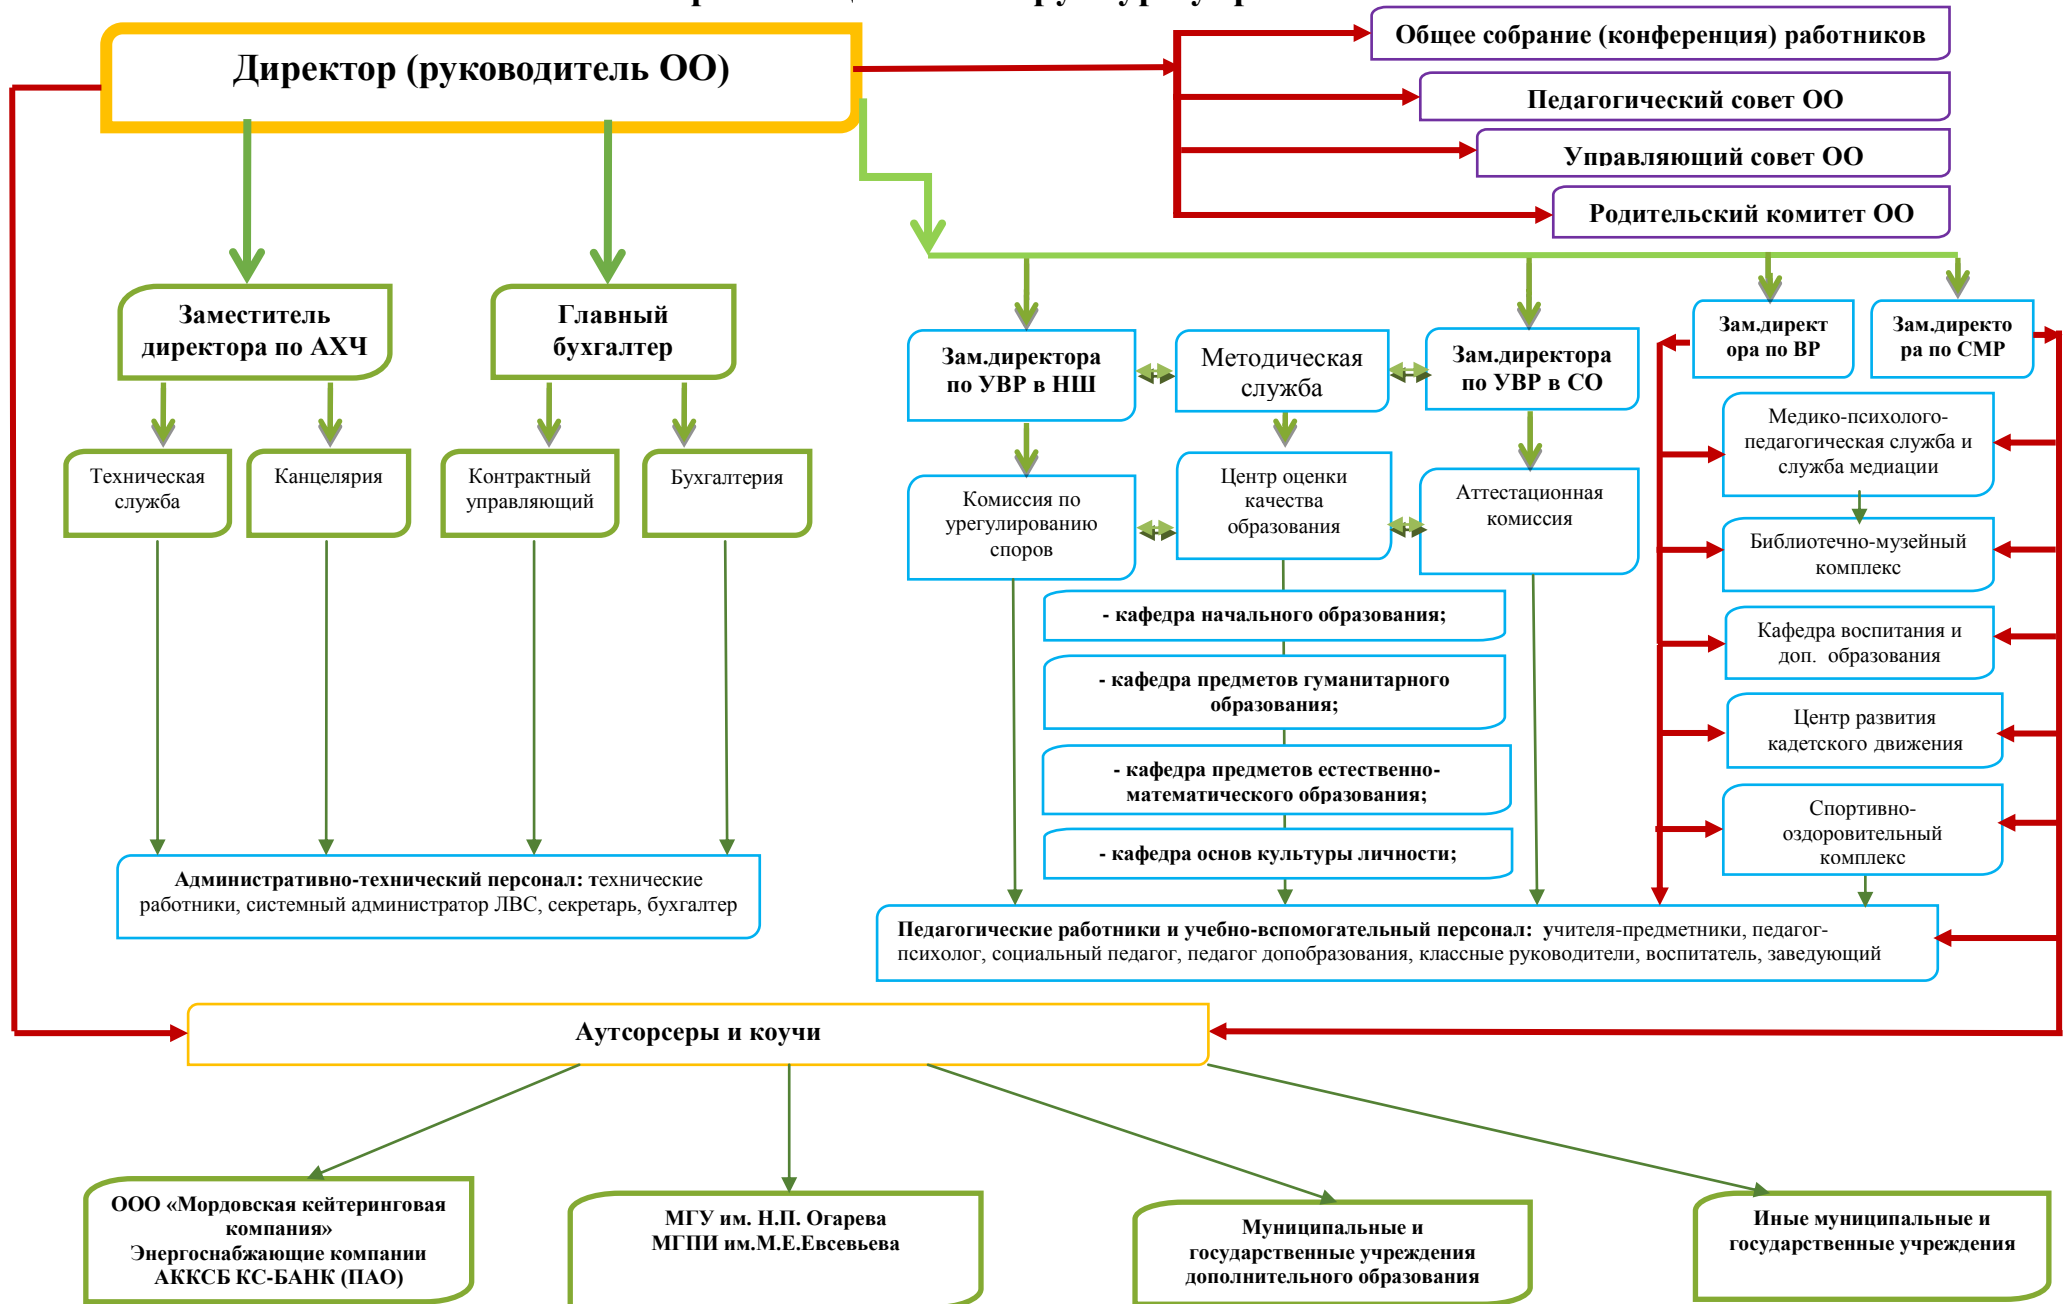 Директор (руководитель ОО)
Общее собрание (конференция) работников
Педагогический совет ОО
Управляющий совет ОО
Родительский комитет ОО
Заместитель
директора по АХЧ
Главный
бухгалтер
Зам.директора
по УВР в НШ
Методическая
служба
Зам.директора
по УВР в СО
Зам.директ
ора по ВР
Зам.директо
ра по СМР
Техническая
служба
Канцелярия
Контрактный
управляющий
Бухгалтерия
Комиссия по
урегулированию
споров
Центр оценки
качества
образования
Аттестационная
комиссия
Медико-психолого-
педагогическая служба и
служба медиации
Библиотечно-музейный
комплекс
Кафедра воспитания и
доп. образования
Центр развития
кадетского движения
Спортивно-
оздоровительный
комплекс
- кафедра начального образования;
- кафедра предметов гуманитарного
образования;
- кафедра предметов естественно-
математического образования;
- кафедра основ культуры личности;
Административно-технический персонал: технические
работники, системный администратор ЛВС, секретарь, бухгалтер
Педагогические работники и учебно-вспомогательный персонал: учителя-предметники, педагог-
психолог, социальный педагог, педагог допобразования, классные руководители, воспитатель, заведующий
Аутсорсеры и коучи
ООО «Мордовская кейтеринговая
компания»
Энергоснабжающие компании
АККСБ КС-БАНК (ПАО)
МГУ им. Н.П. Огарева
МГПИ им.М.Е.Евсевьева
Муниципальные и
государственные учреждения
дополнительного образования
Иные муниципальные и
государственные учреждения